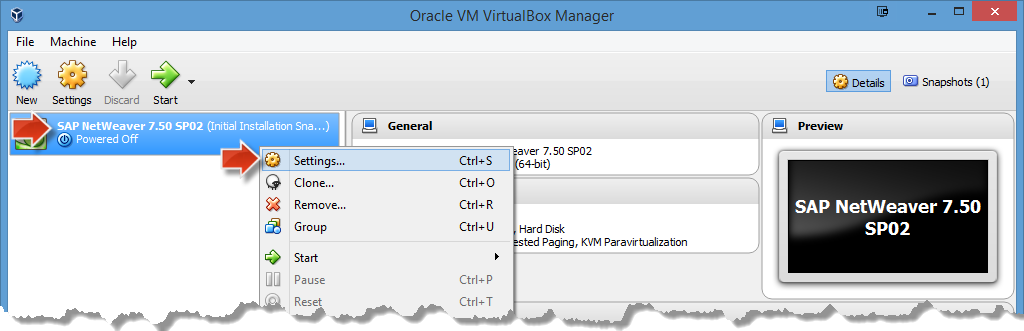 Oracle VM VirtualBox Manager
File Machine Help
New Settings Discard Start
Details Snapshots (1)
SAP NetWeaver 7.50 SP02 (Initial Installation Sna...)
Powered Off
General
Preview
Settings... Ctrl+S
Clone... Ctrl+O
Remove... Ctrl+R
Group Ctrl+U
Start
Pause Ctrl+P
Reset Ctrl+T
eaver 7.50 SP02
(64-bit)
, Hard Disk
ested Paging, KVM Paravirtualization
SAP NetWeaver 7.50
SP02